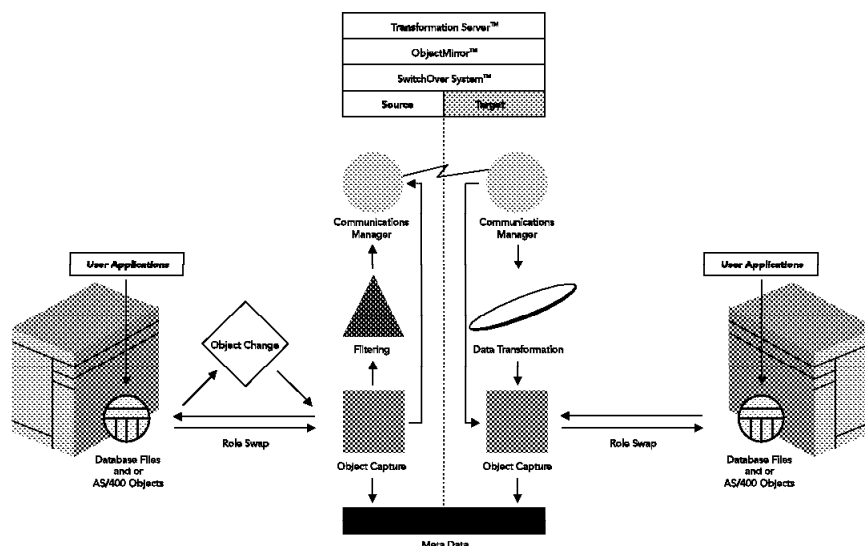 Transformation Server™
ObjectMirror™
SwitchOver System™
Source
Target
Communications
Manager
Communications
Manager
User Applications
User Applications
Object Change
Filtering
Data Transformation
Role Swap
Role Swap
Database Files
and or
AS/400 Objects
Object Capture
Object Capture
Database Files
and or
AS/400 Objects
Meta Data